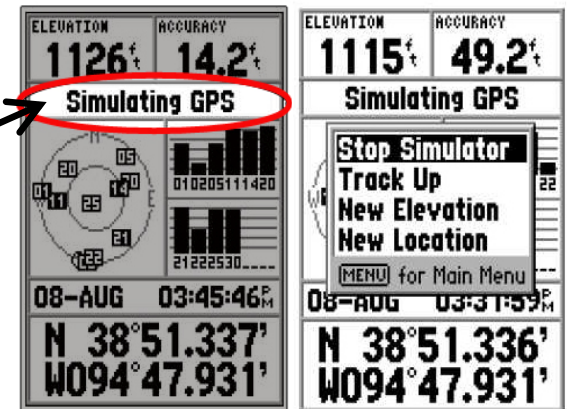 ELEVATION ACCURACY
1126ft 14.2ft
Simulating GPS
N
20 05
01 11 25 14 20 E
21
22
010205111420
21222530----
08-AUG 03:45:46PM
N 38°51.337'
W094°47.931'
ELEVATION ACCURACY
1115ft 49.2ft
Simulating GPS
Stop Simulator
Track Up
22
New Elevation
W
New Location
MENU for Main Menu
08-AUG 03:31:59PM
N 38°51.336'
W094°47.931'